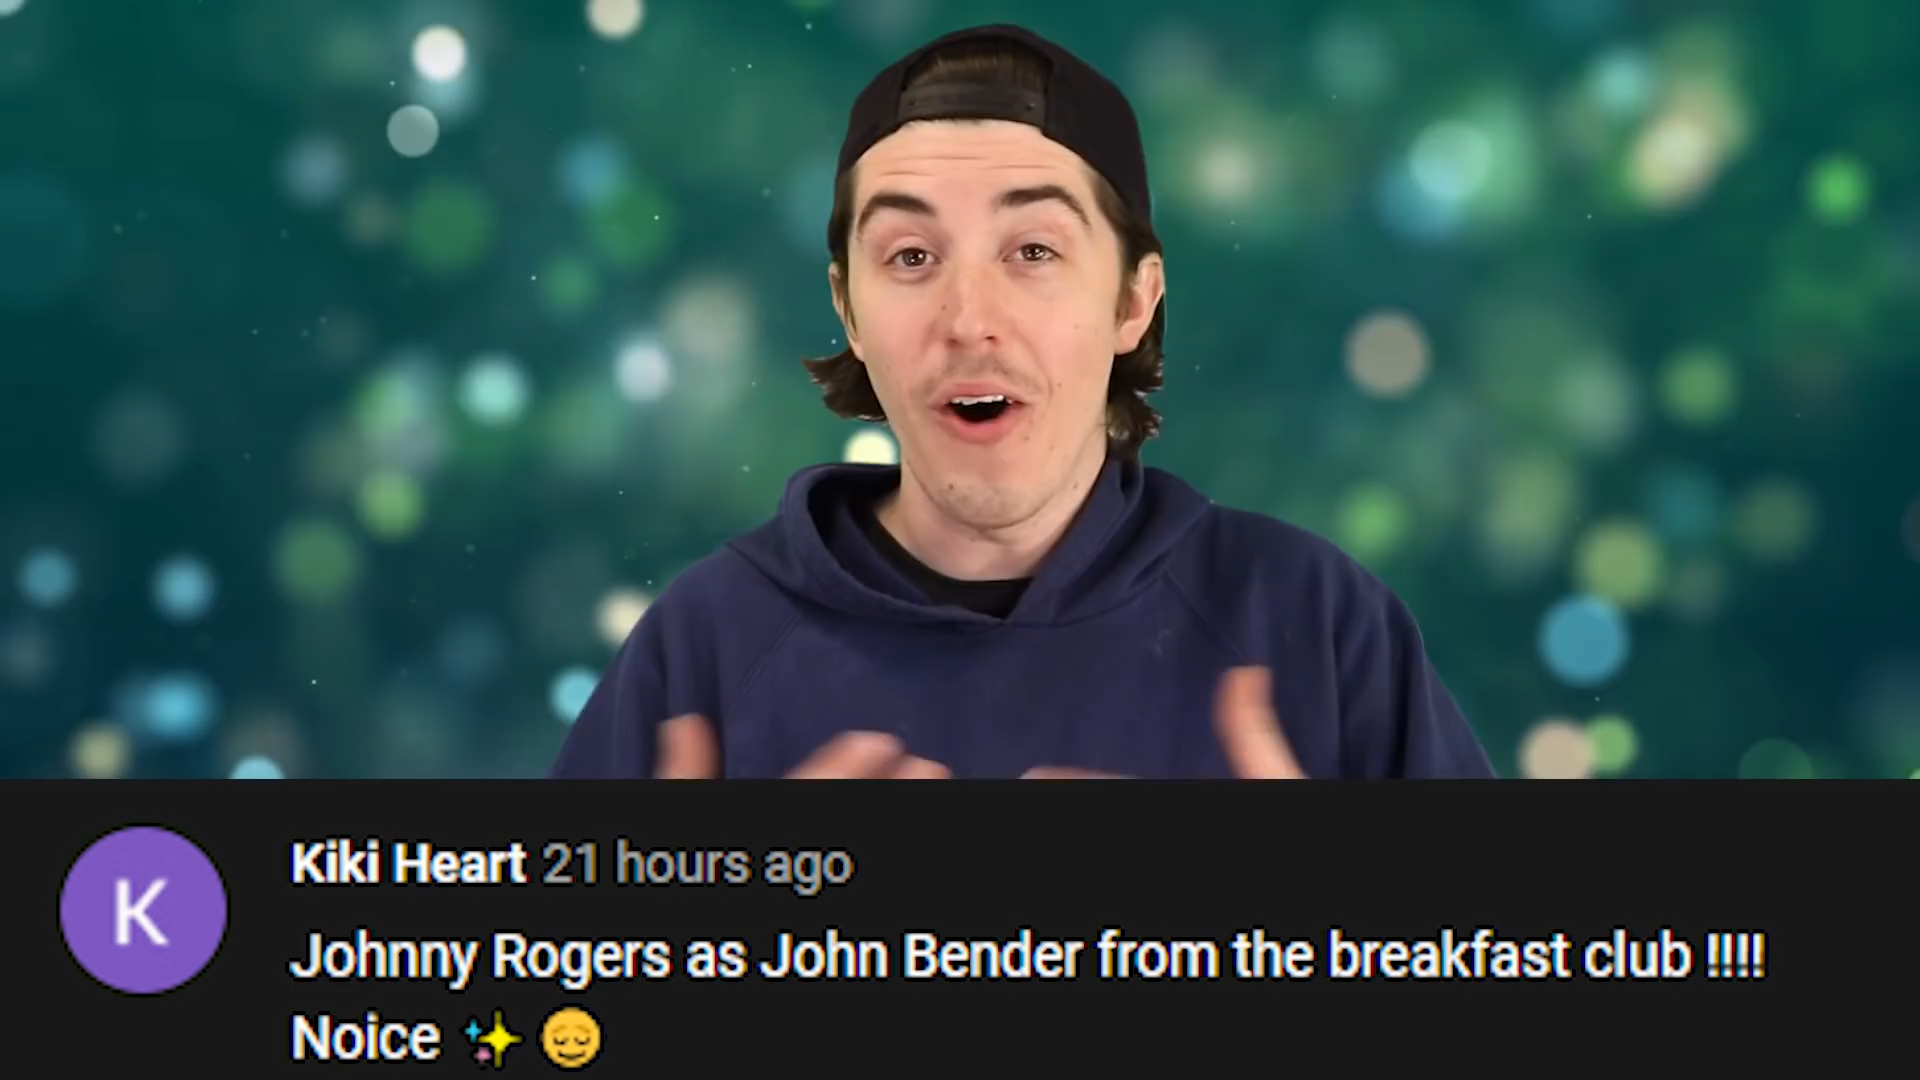 K
Kiki Heart 21 hours ago
Johnny Rogers as John Bender from the breakfast club !!!!
Noice ✨ 😌